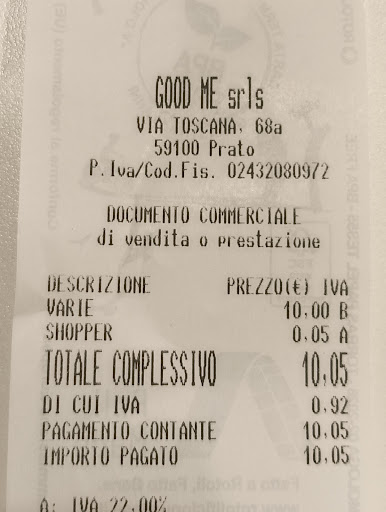 GOOD ME srls
VIA TOSCANA, 68a
59100 Prato
P.Iva/Cod.Fis. 02432080972
DOCUMENTO COMMERCIALE
di vendita o prestazione
DESCRIZIONE PREZZO(€) IVA
VARIE 10,00 B
SHOPPER 0,05 A
TOTALE COMPLESSIVO 10,05
DI CUI IVA 0,92
PAGAMENTO CONTANTE 10,05
IMPORTO PAGATO 10,05
A: IVA 22,00%